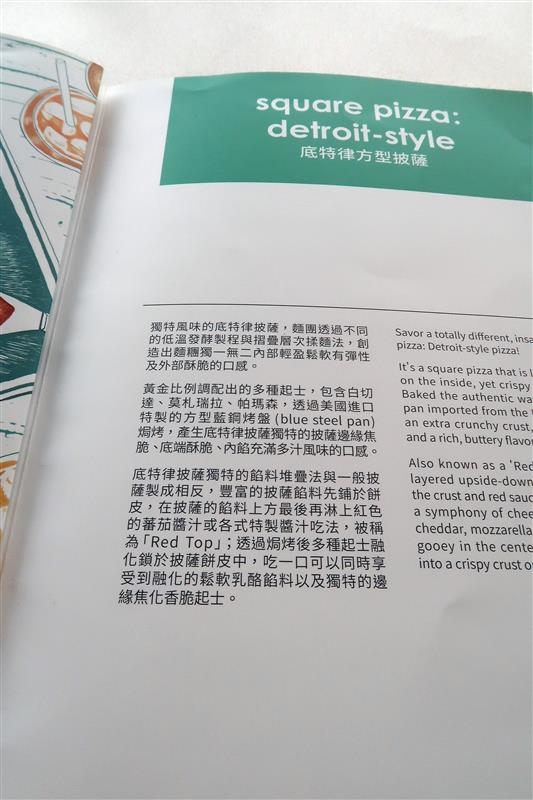 square pizza:
detroit-style
底特律方型披薩
獨特風味的底特律披薩，麵團透過不同
的低溫發酵製程與摺疊層次揉麵法，創
造出麵糰獨一無二內部輕盈鬆軟有彈性
及外部酥脆的口感。
黃金比例調配出的多種起士，包含白切
達、莫札瑞拉、帕瑪森，透過美國進口
特製的方型藍鋼烤盤 (blue steel pan)
焗烤，產生底特律披薩獨特的披薩邊緣焦
脆、底端酥脆、內餡充滿多汁風味的口感。
底特律披薩獨特的餡料堆疊法與一般披
薩製成相反，豐富的披薩餡料先鋪於餅
皮，在披薩的餡料上方最後再淋上紅色
的蕃茄醬汁或各式特製醬汁吃法，被稱
為「Red Top」；透過焗烤後多種起士融
化鎖於披薩餅皮中，吃一口可以同時享
受到融化的鬆軟乳酪餡料以及獨特的邊
緣焦化香脆起士。
Savor a totally different, insa
pizza: Detroit-style pizza!
It's a square pizza that is l
on the inside, yet crispy
Baked the authentic wa
pan imported from the
an extra crunchy crust,
and a rich, buttery flavo
Also known as a 'Red
layered upside-down
the crust and red sauc
a symphony of chee
cheddar, mozzarella
gooey in the cente
into a crispy crust o